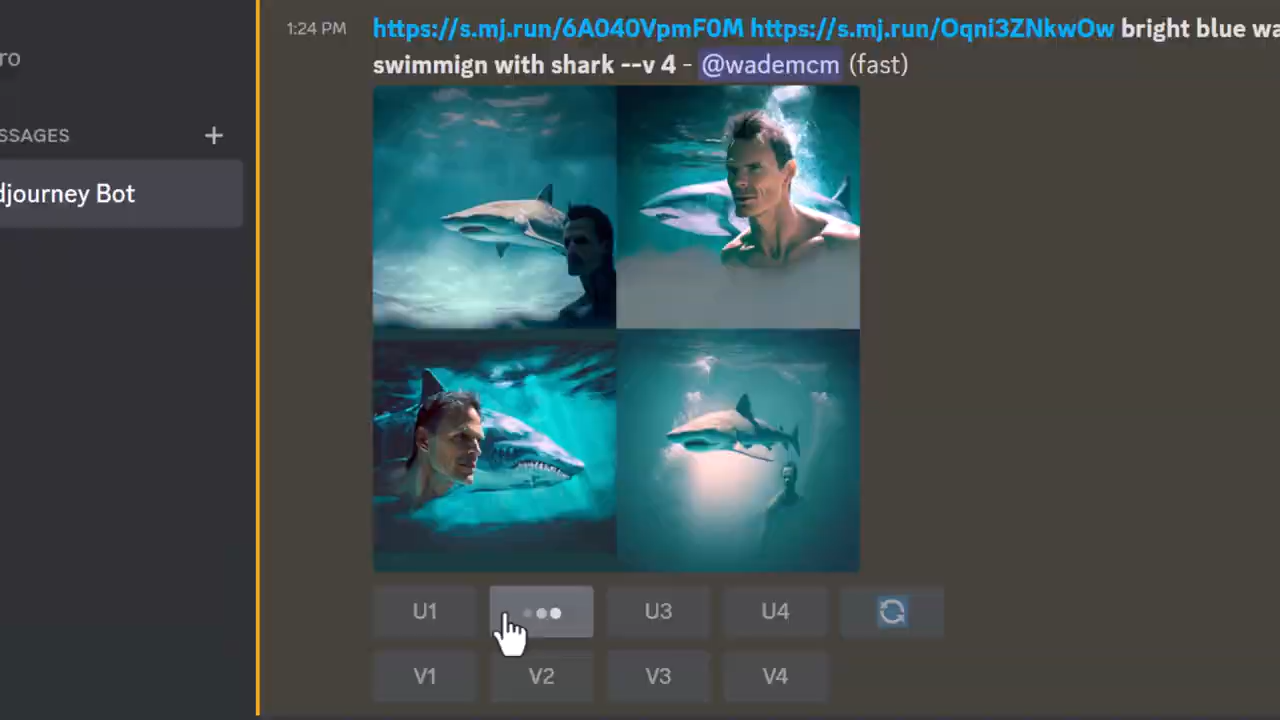 1:24 PM https://s.mj.run/6A04OVpmF0M https://s.mj.run/Oqni3ZNkwOw bright blue wa
swimmign with shark --v 4 - @wademcm (fast)
ro
SSAGES +
djourney Bot
U1 U3 U4
V1 V2 V3 V4